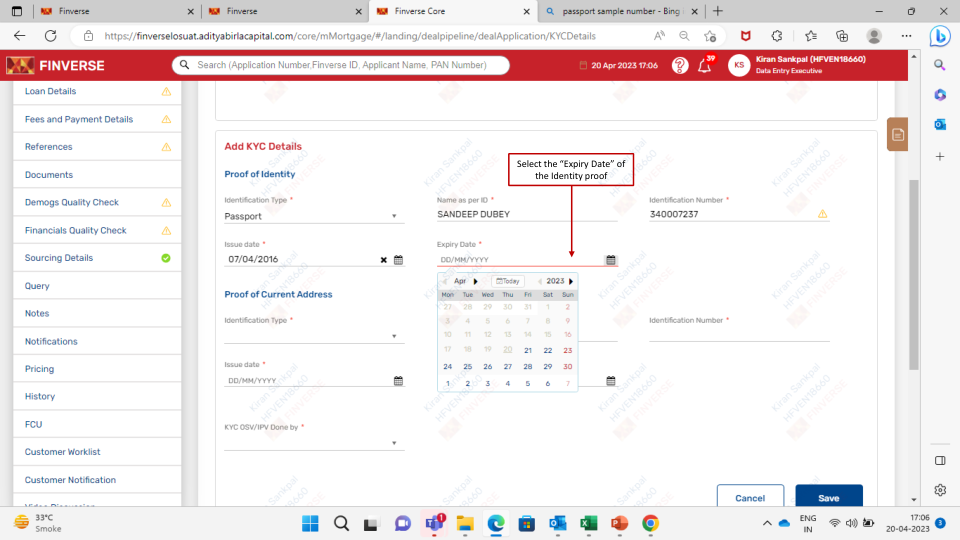 Finverse
Finverse
Finverse Core
passport sample number - Bing
https://finverselosuat.adityabirlacapital.com/core/mMortgage/#/landing/dealpipeline/dealApplication/KYCDetails
FINVERSE
Search (Application Number,Finverse ID, Applicant Name, PAN Number)
20 Apr 2023 17:06
39
KS
Kiran Sankpal (HFVEN18660)
Data Entry Executive
Loan Details
Fees and Payment Details
References
Documents
Demogs Quality Check
Financials Quality Check
Sourcing Details
Query
Notes
Notifications
Pricing
History
FCU
Customer Worklist
Customer Notification
Video Discussion
Add KYC Details
Select the “Expiry Date” of
the Identity proof
Proof of Identity
Identification Type *
Name as per ID *
Identification Number *
Passport
SANDEEP DUBEY
340007237
Issue date *
Expiry Date *
07/04/2016
DD/MM/YYYY
Apr Today 2023
Mon Tue Wed Thu Fri Sat Sun
27 28 29 30 31 1 2
3 4 5 6 7 8 9
10 11 12 13 14 15 16
17 18 19 20 21 22 23
24 25 26 27 28 29 30
1 2 3 4 5 6 7
Proof of Current Address
Identification Type *
Identification Number *
Issue date *
DD/MM/YYYY
KYC OSV/IPV Done by *
Cancel
Save
Kiran Sankpal
HFVEN18660
FINVERSE
33°C
Smoke
1
ENG
IN
17:06
20-04-2023
3